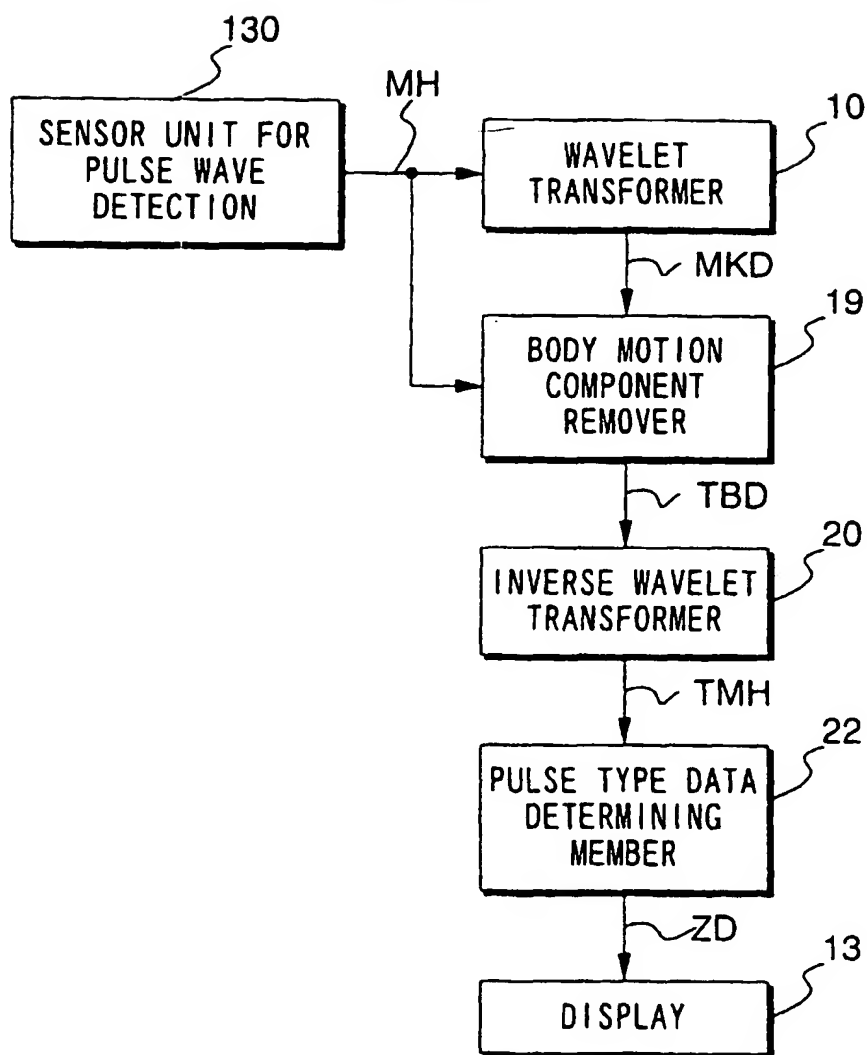 130
SENSOR UNIT FOR
PULSE WAVE
DETECTION
MH
10
WAVELET
TRANSFORMER
MKD
19
BODY MOTION
COMPONENT
REMOVER
TBD
20
INVERSE WAVELET
TRANSFORMER
TMH
22
PULSE TYPE DATA
DETERMINING
MEMBER
ZD
13
DISPLAY